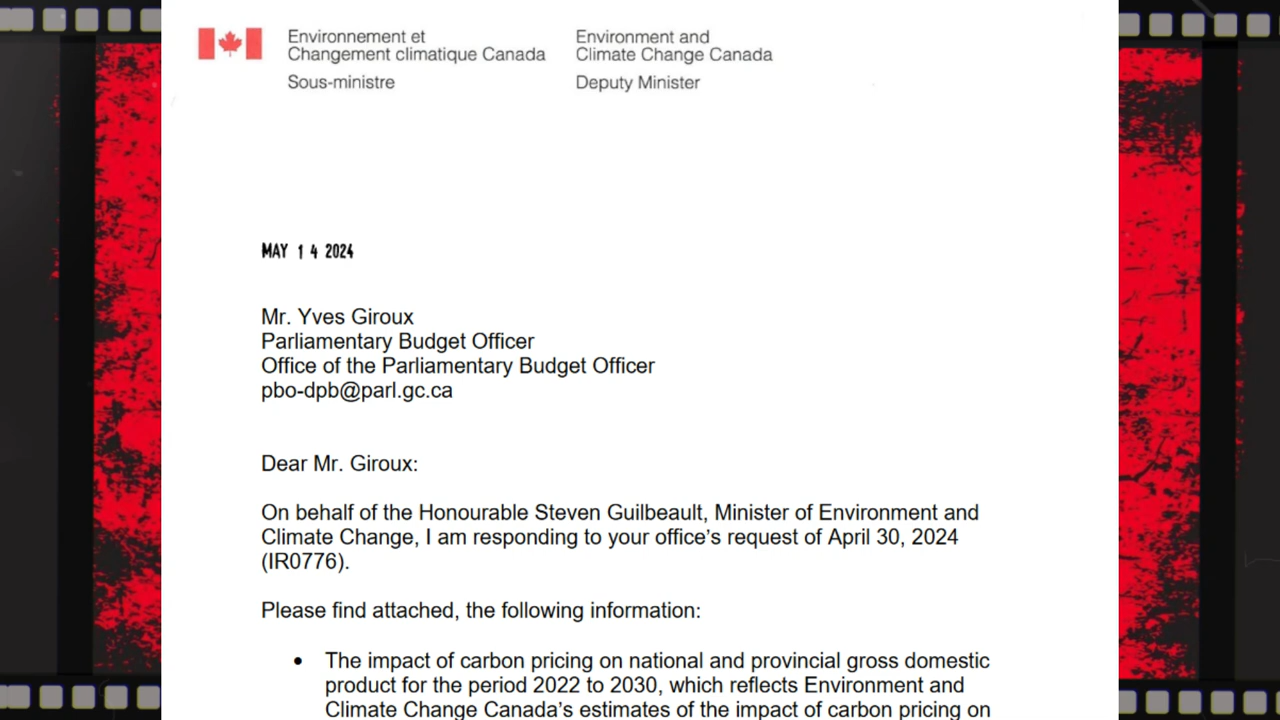 Environnement et
Changement climatique Canada
Sous-ministre
Environment and
Climate Change Canada
Deputy Minister
MAY 14 2024
Mr. Yves Giroux
Parliamentary Budget Officer
Office of the Parliamentary Budget Officer
pbo-dpb@parl.gc.ca
Dear Mr. Giroux:
On behalf of the Honourable Steven Guilbeault, Minister of Environment and
Climate Change, I am responding to your office’s request of April 30, 2024
(IR0776).
Please find attached, the following information:
• The impact of carbon pricing on national and provincial gross domestic
product for the period 2022 to 2030, which reflects Environment and
Climate Change Canada’s estimates of the impact of carbon pricing on